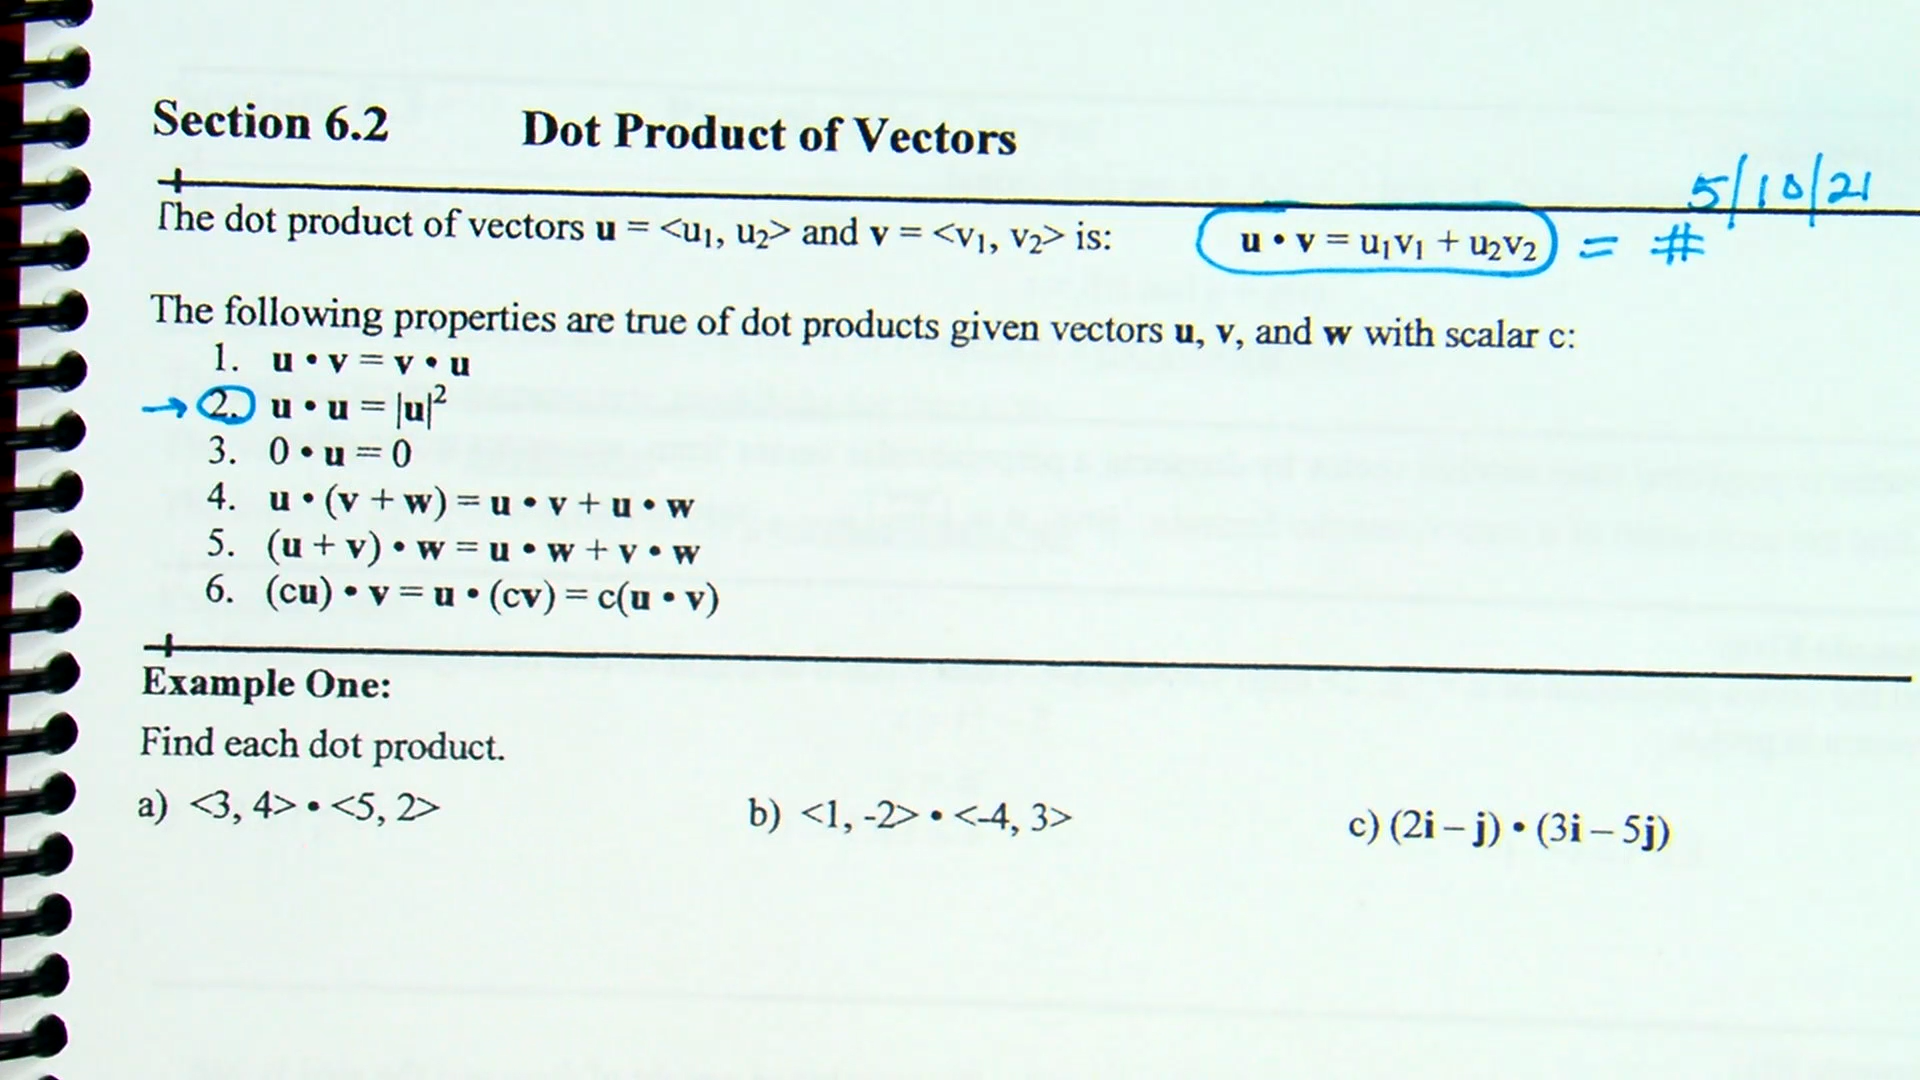 Section 6.2 Dot Product of Vectors
5/10/21
The dot product of vectors u = <u₁, u₂> and v = <v₁, v₂> is: u • v = u₁v₁ + u₂v₂ = #
The following properties are true of dot products given vectors u, v, and w with scalar c:
1. u • v = v • u
→ 2. u • u = |u|²
3. 0 • u = 0
4. u • (v + w) = u • v + u • w
5. (u + v) • w = u • w + v • w
6. (cu) • v = u • (cv) = c(u • v)
Example One:
Find each dot product.
a) <3, 4> • <5, 2> b) <1, -2> • <-4, 3> c) (2i – j) • (3i – 5j)